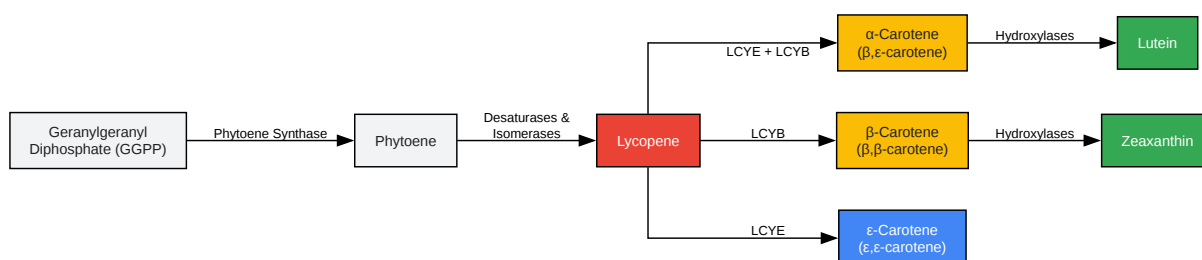 Geranylgeranyl
Diphosphate (GGPP)
Phytoene Synthase
Phytoene
Desaturases &
Isomerases
Lycopene
LCYE + LCYB
α-Carotene
(β,ε-carotene)
Hydroxylases
Lutein
LCYB
β-Carotene
(β,β-carotene)
Hydroxylases
Zeaxanthin
LCYE
ε-Carotene
(ε,ε-carotene)